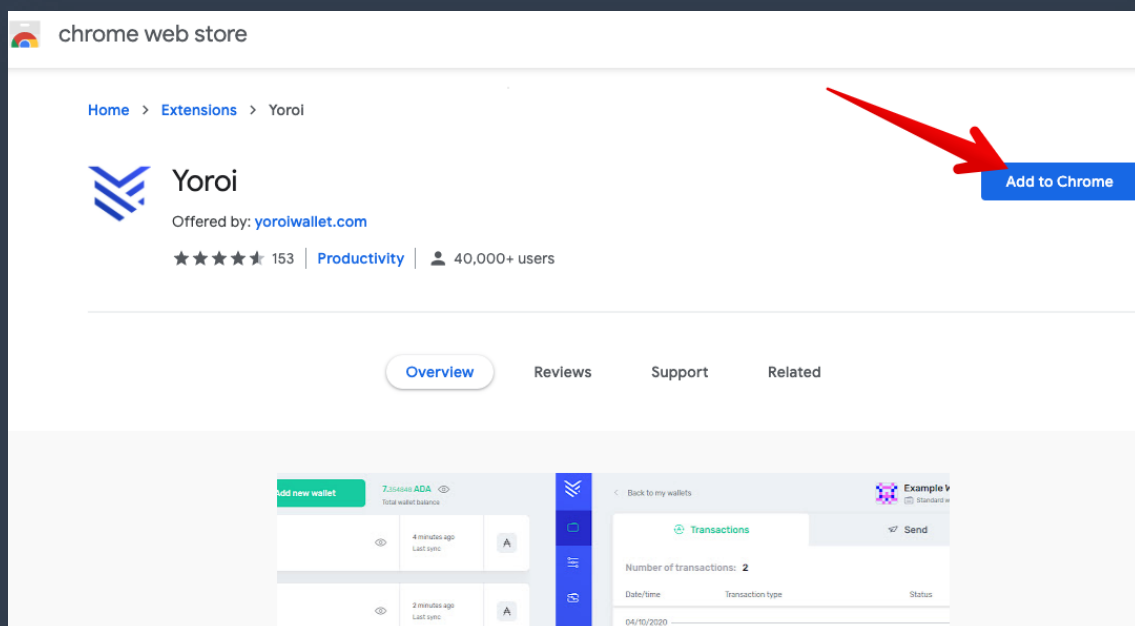 chrome web store
Home > Extensions > Yoroi
Yoroi
Add to Chrome
Offered by: yoroiwallet.com
153 Productivity 40,000+ users
Overview Reviews Support Related
Add new wallet
ADA
Total wallet balance
4 minutes ago
Last sync
2 minutes ago
Last sync
Back to my wallets
Example
Standard
Transactions Send
Number of transactions: 2
Date/time Transaction type Status
04/10/2020